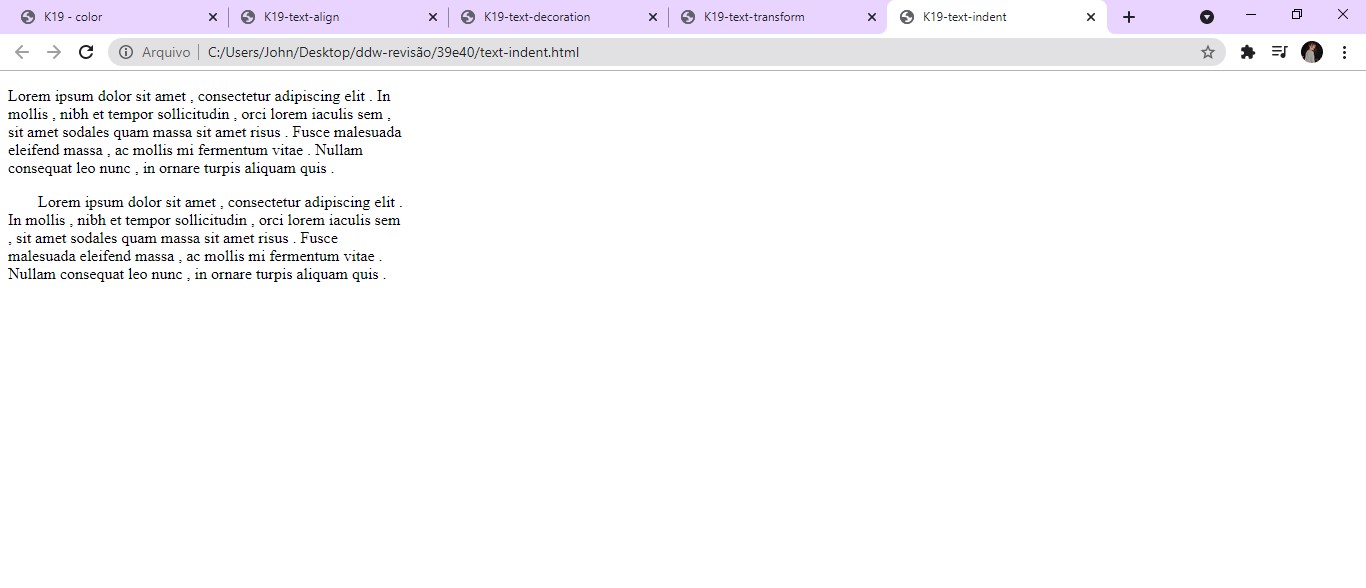 K19 - color
K19-text-align
K19-text-decoration
K19-text-transform
K19-text-indent
Arquivo | C:/Users/John/Desktop/ddw-revisão/39e40/text-indent.html
Lorem ipsum dolor sit amet , consectetur adipiscing elit . In
mollis , nibh et tempor sollicitudin , orci lorem iaculis sem ,
sit amet sodales quam massa sit amet risus . Fusce malesuada
eleifend massa , ac mollis mi fermentum vitae . Nullam
consequat leo nunc , in ornare turpis aliquam quis .
Lorem ipsum dolor sit amet , consectetur adipiscing elit .
In mollis , nibh et tempor sollicitudin , orci lorem iaculis sem
, sit amet sodales quam massa sit amet risus . Fusce
malesuada eleifend massa , ac mollis mi fermentum vitae .
Nullam consequat leo nunc , in ornare turpis aliquam quis .